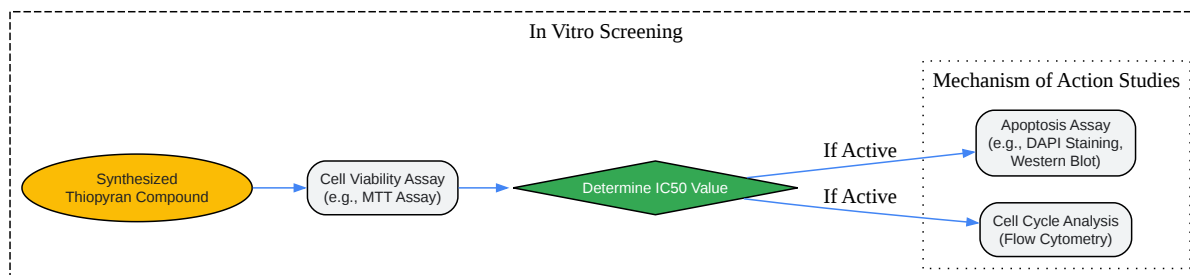 In Vitro Screening
Mechanism of Action Studies
Synthesized
Thiopyran Compound
Cell Viability Assay
(e.g., MTT Assay)
Determine IC50 Value
If Active
If Active
Apoptosis Assay
(e.g., DAPI Staining,
Western Blot)
Cell Cycle Analysis
(Flow Cytometry)